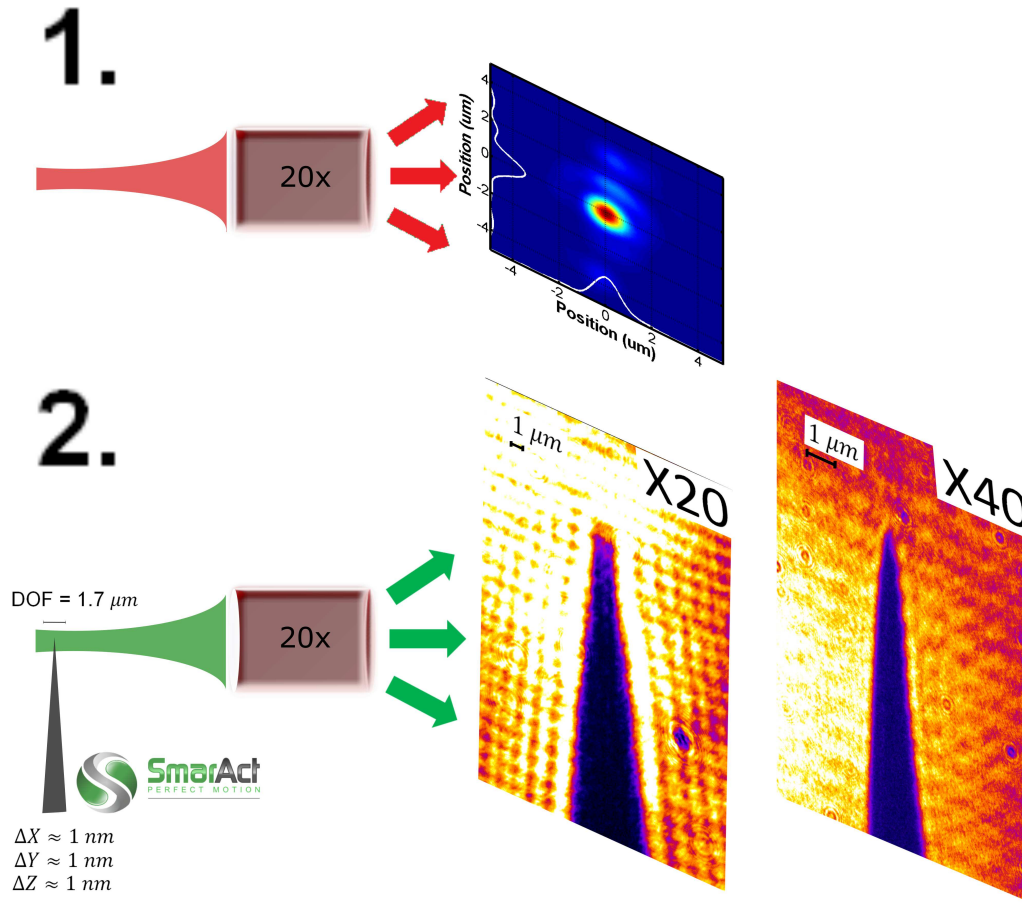 1.
20x
Position (um)
4
2
0
-2
-4
-4
-2
0
2
4
Position (um)
2.
1 μm
X20
1 μm
X40
DOF = 1.7 μm
20x
SmarAct
PERFECT MOTION
ΔX ≈ 1 nm
ΔY ≈ 1 nm
ΔZ ≈ 1 nm